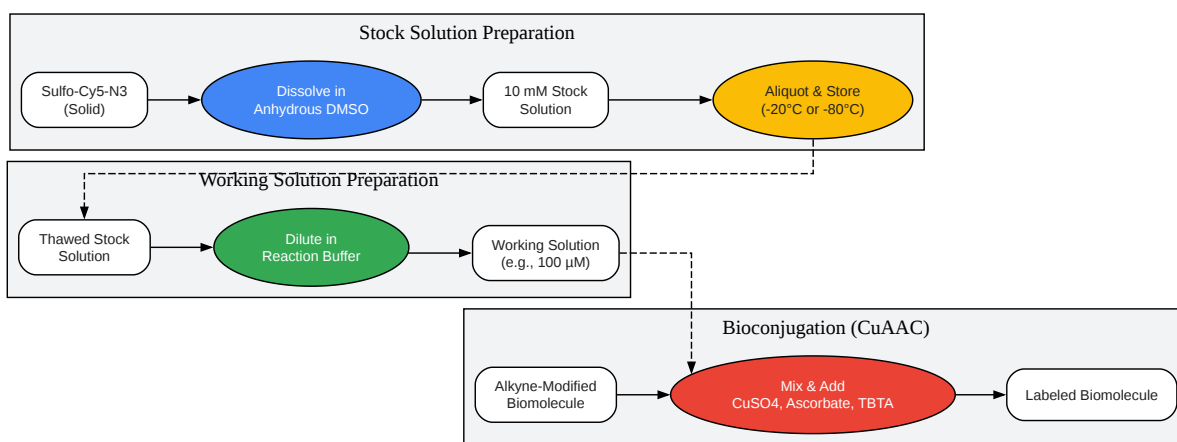 Stock Solution Preparation
Sulfo-Cy5-N3
(Solid)
Dissolve in
Anhydrous DMSO
10 mM Stock
Solution
Aliquot & Store
(-20°C or -80°C)
Working Solution Preparation
Thawed Stock
Solution
Dilute in
Reaction Buffer
Working Solution
(e.g., 100 µM)
Bioconjugation (CuAAC)
Alkyne-Modified
Biomolecule
Mix & Add
CuSO4, Ascorbate, TBTA
Labeled Biomolecule